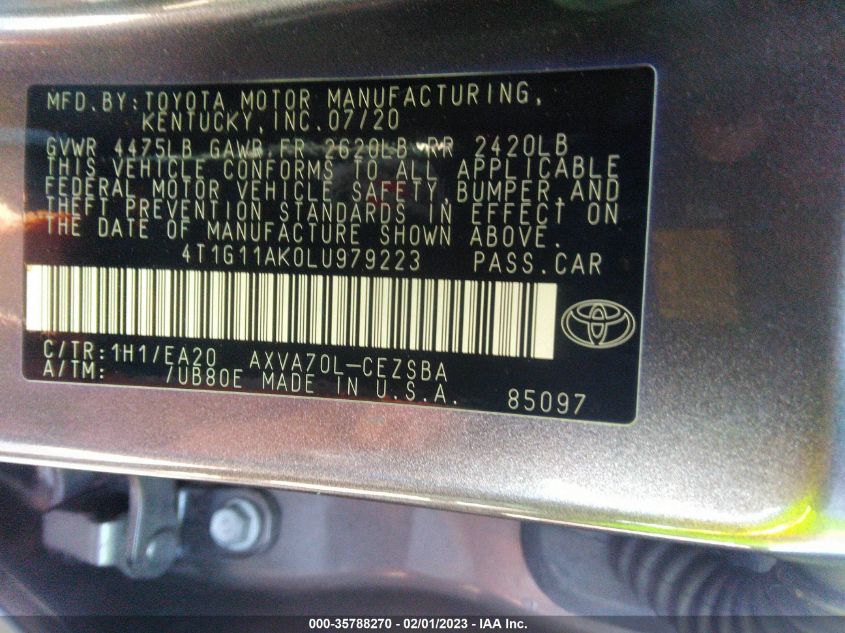 MFD.BY:TOYOTA MOTOR MANUFACTURING,
KENTUCKY,INC.07/20
GVWR 4475LB GAWR FR 2620LB RR 2420LB
THIS VEHICLE CONFORMS TO ALL APPLICABLE
FEDERAL MOTOR VEHICLE SAFETY,BUMPER,AND
THEFT PREVENTION STANDARDS IN EFFECT ON
THE DATE OF MANUFACTURE SHOWN ABOVE.
4T1G11AK0LU979223 PASS.CAR
C/TR:1H1/EA20 AXVA70L-CEZSBA
A/TM: 7UB80E MADE IN U.S.A. 85097
000-35788270 - 02/01/2023 - IAA Inc.